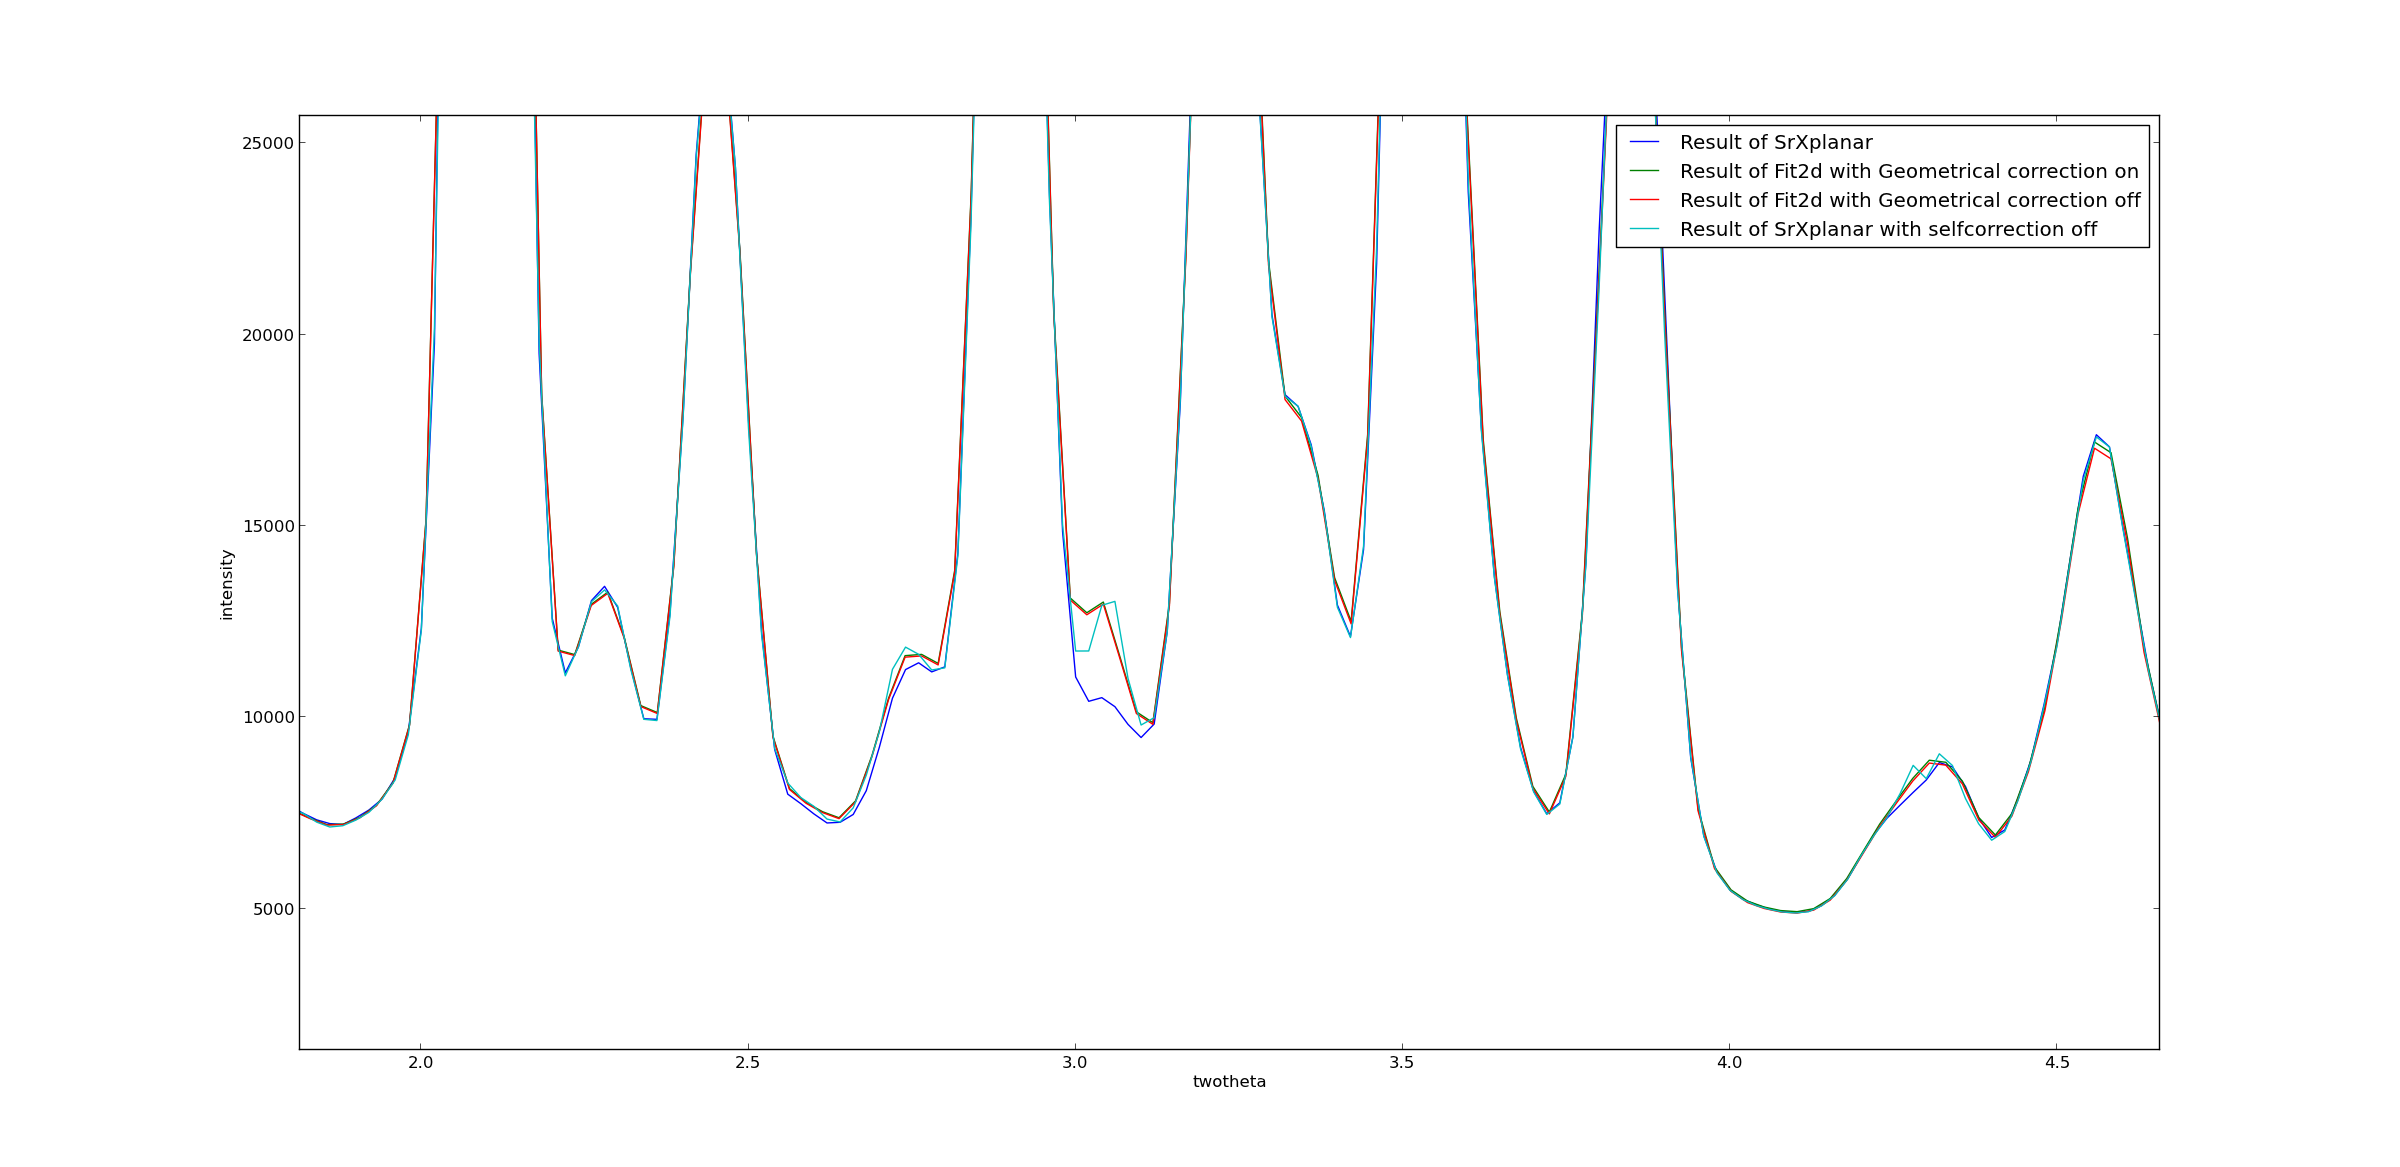 25000
20000
15000
10000
5000
intensity
2.0
2.5
3.0
3.5
4.0
4.5
twotheta
Result of SrXplanar
Result of Fit2d with Geometrical correction on
Result of Fit2d with Geometrical correction off
Result of SrXplanar with selfcorrection off